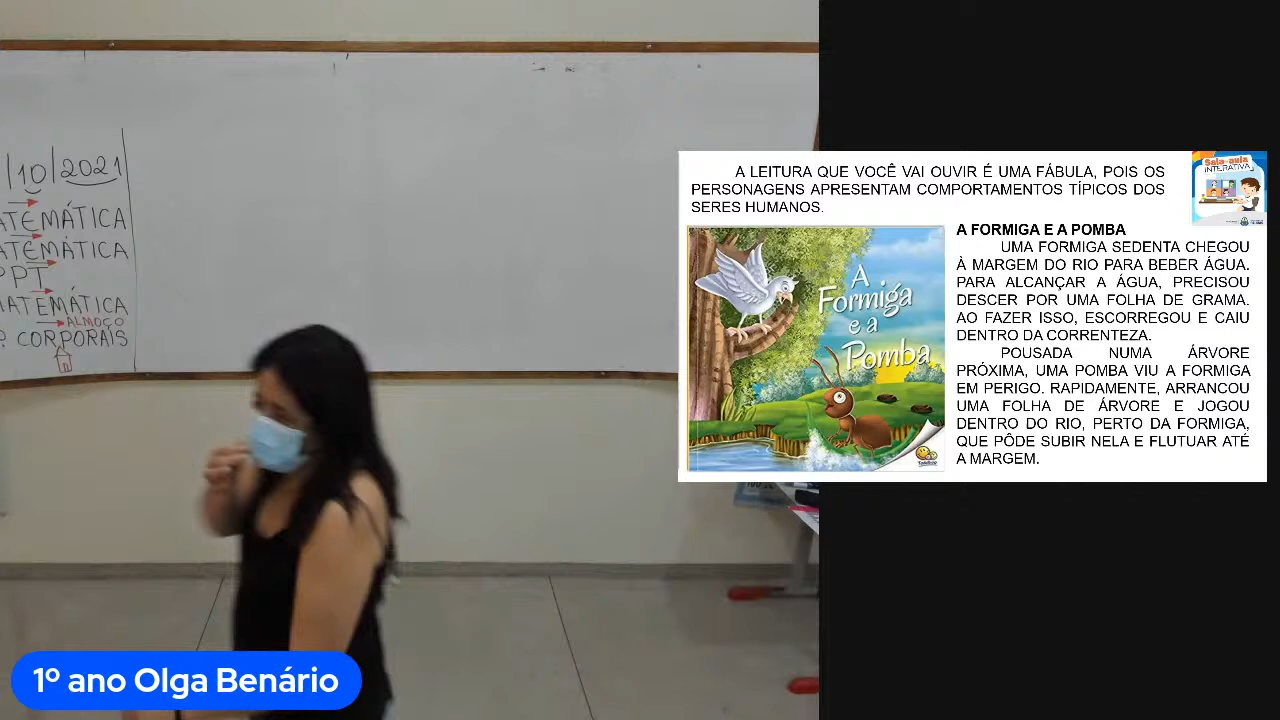 |10|2021
ATEMÁTICA
ATEMÁTICA
PPT
MATEMÁTICA
ALMOÇO
CORPORAIS
A LEITURA QUE VOCÊ VAI OUVIR É UMA FÁBULA, POIS OS
PERSONAGENS APRESENTAM COMPORTAMENTOS TÍPICOS DOS
SERES HUMANOS.
Sala de aula
INTERATIVA
A
Formiga
e a
Pomba
A FORMIGA E A POMBA
UMA FORMIGA SEDENTA CHEGOU
À MARGEM DO RIO PARA BEBER ÁGUA.
PARA ALCANÇAR A ÁGUA, PRECISOU
DESCER POR UMA FOLHA DE GRAMA.
AO FAZER ISSO, ESCORREGOU E CAIU
DENTRO DA CORRENTEZA.
POUSADA NUMA ÁRVORE
PRÓXIMA, UMA POMBA VIU A FORMIGA
EM PERIGO. RAPIDAMENTE, ARRANCOU
UMA FOLHA DE ÁRVORE E JOGOU
DENTRO DO RIO, PERTO DA FORMIGA,
QUE PÔDE SUBIR NELA E FLUTUAR ATÉ
A MARGEM.
1º ano Olga Benário